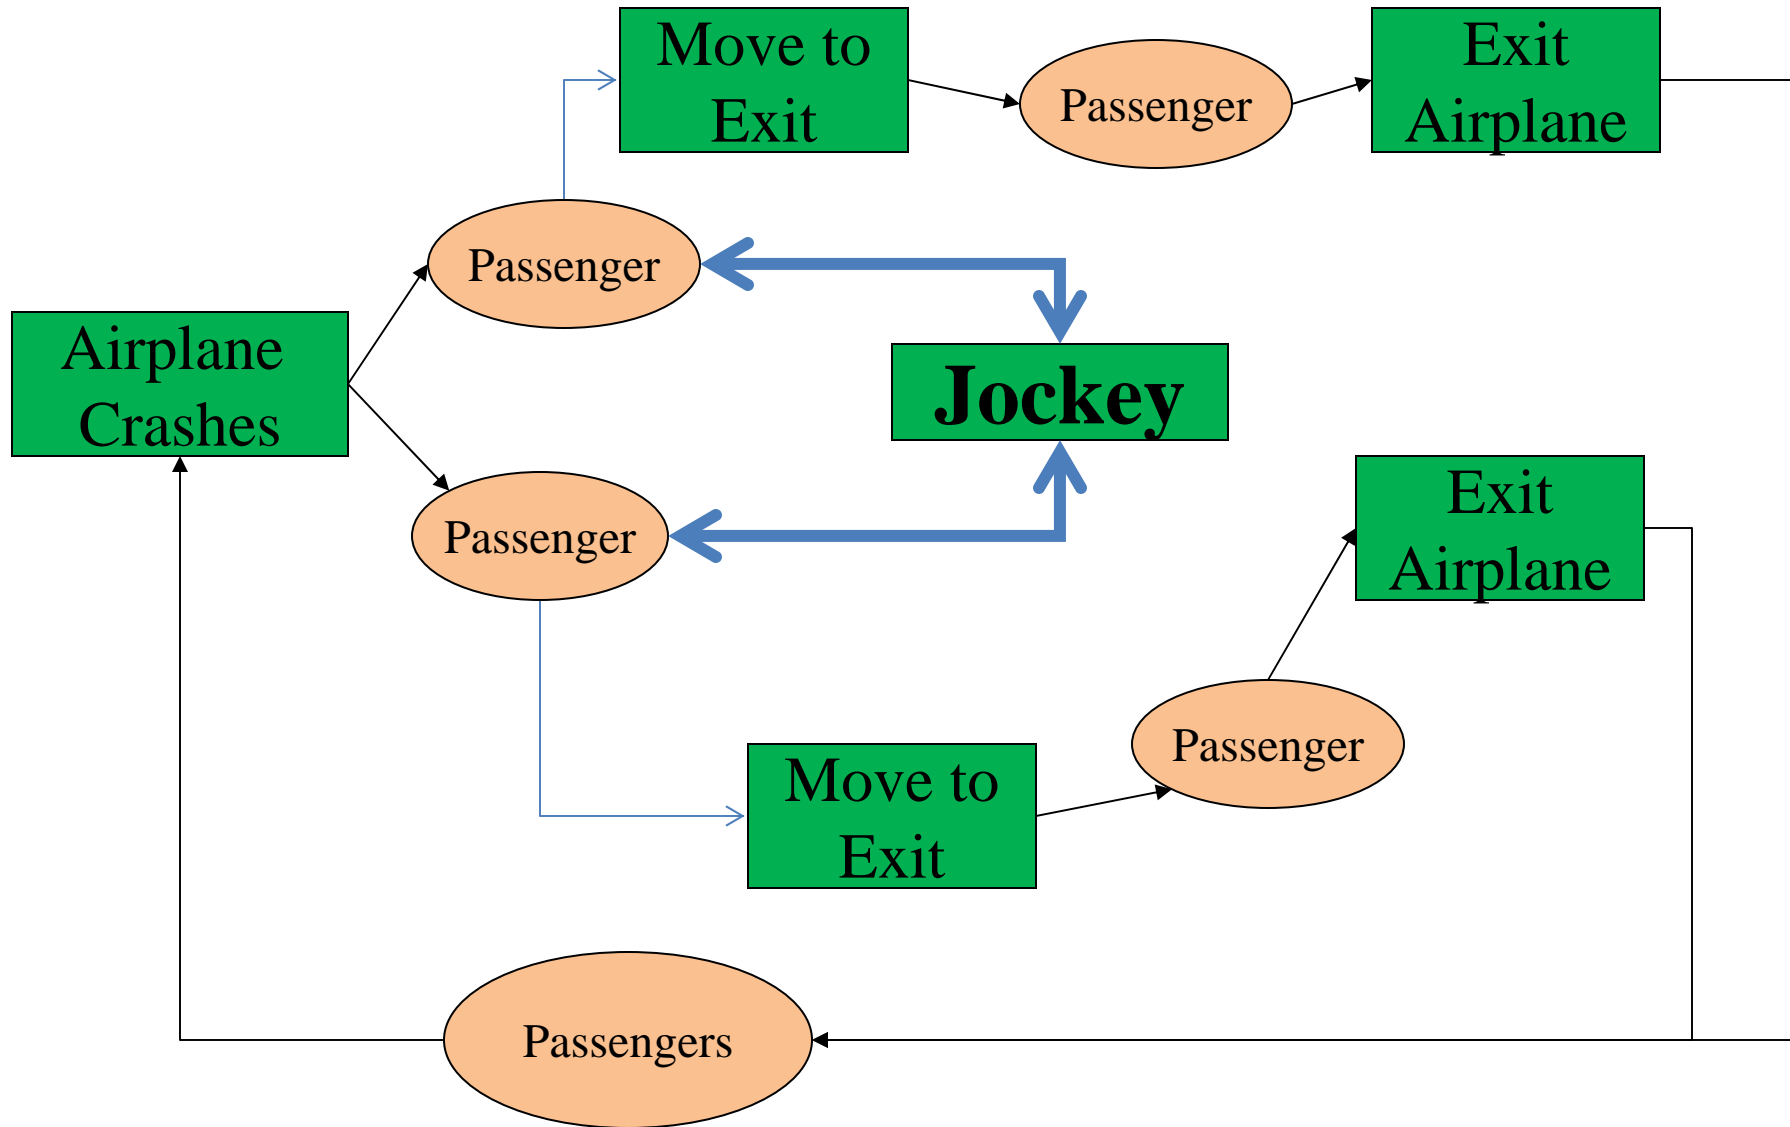 Move to
Exit
Passenger
Exit
Airplane
Passenger
Airplane
Crashes
Jockey
Passenger
Exit
Airplane
Move to
Exit
Passenger
Passengers